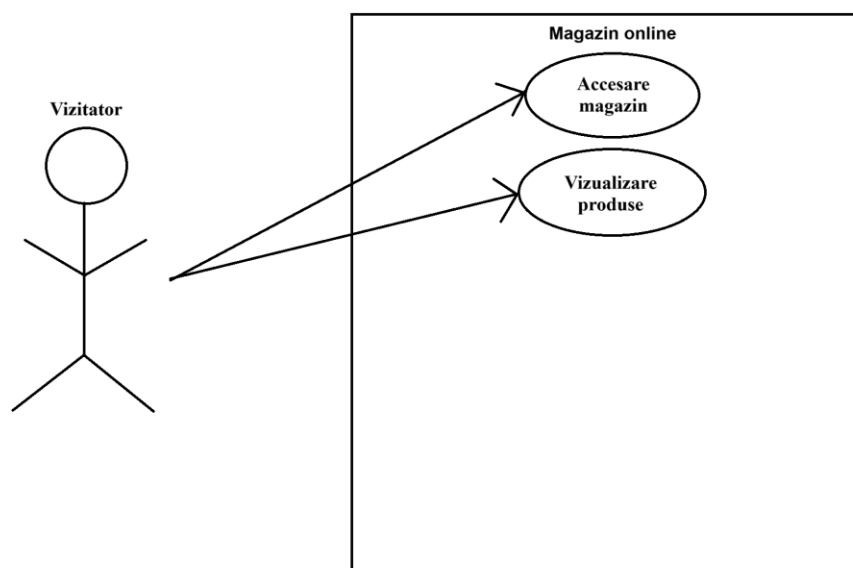 Magazin online
Vizitator
Accesare
magazin
Vizualizare
produse